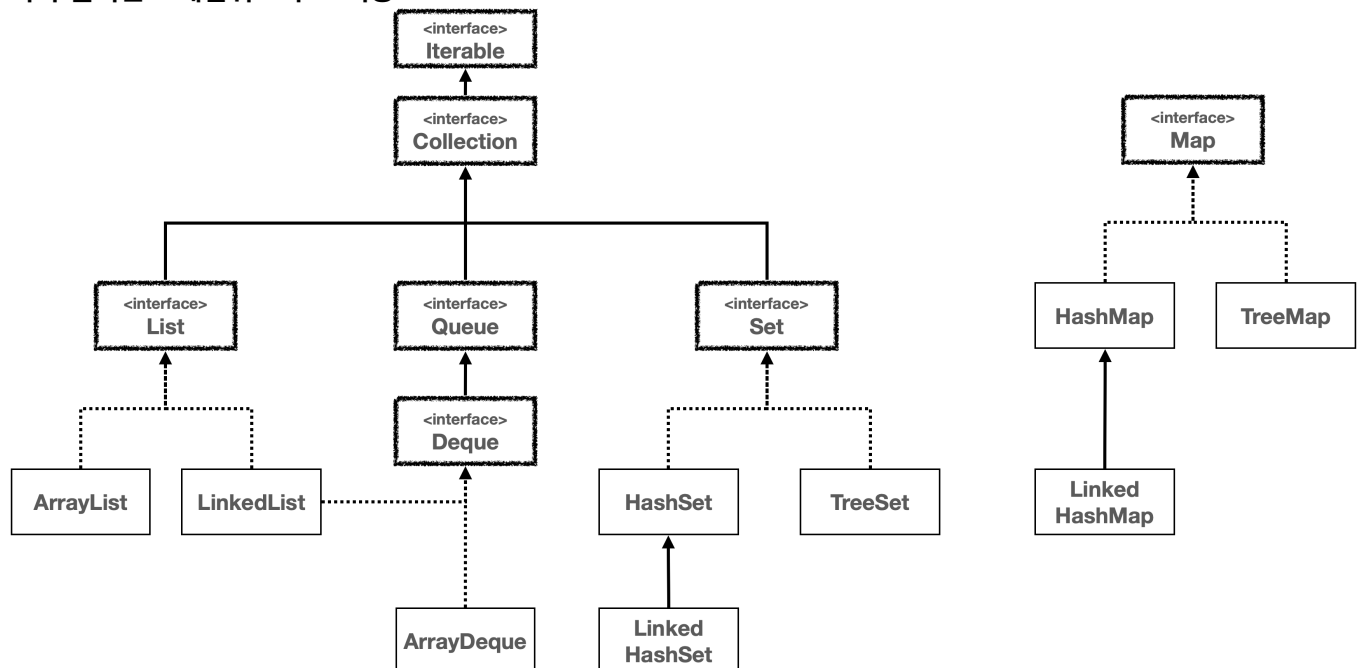 <interface>
Iterable
<interface>
Collection
<interface>
Map
<interface>
List
<interface>
Queue
<interface>
Set
HashMap
TreeMap
<interface>
Deque
ArrayList
LinkedList
HashSet
TreeSet
Linked
HashMap
ArrayDeque
Linked
HashSet